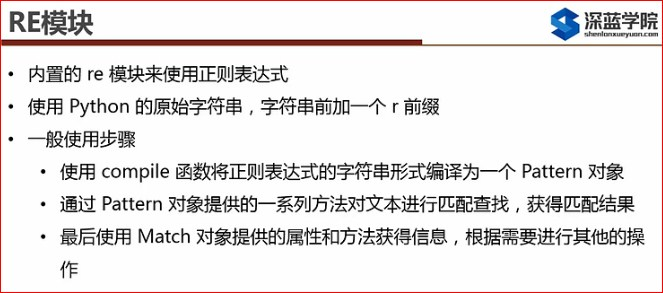 RE模块
深蓝学院
shenlanxueyuan.com
• 内置的 re 模块来使用正则表达式
• 使用 Python 的原始字符串，字符串前加一个 r 前缀
• 一般使用步骤
• 使用 compile 函数将正则表达式的字符串形式编译为一个 Pattern 对象
• 通过 Pattern 对象提供的一系列方法对文本进行匹配查找，获得匹配结果
• 最后使用 Match 对象提供的属性和方法获得信息，根据需要进行其他的操
作